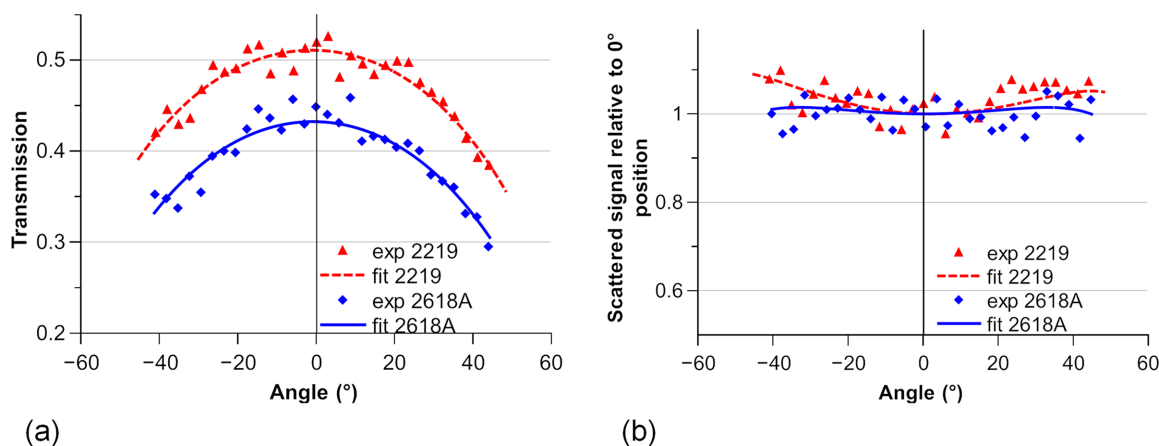 Transmission
0.5
0.4
0.3
0.2
exp 2219
fit 2219
exp 2618A
fit 2618A
−60 −40 −20 0 20 40 60
Angle (°)
(a)
Scattered signal relative to 0°
position
1
0.8
0.6
exp 2219
fit 2219
exp 2618A
fit 2618A
−60 −40 −20 0 20 40 60
Angle (°)
(b)